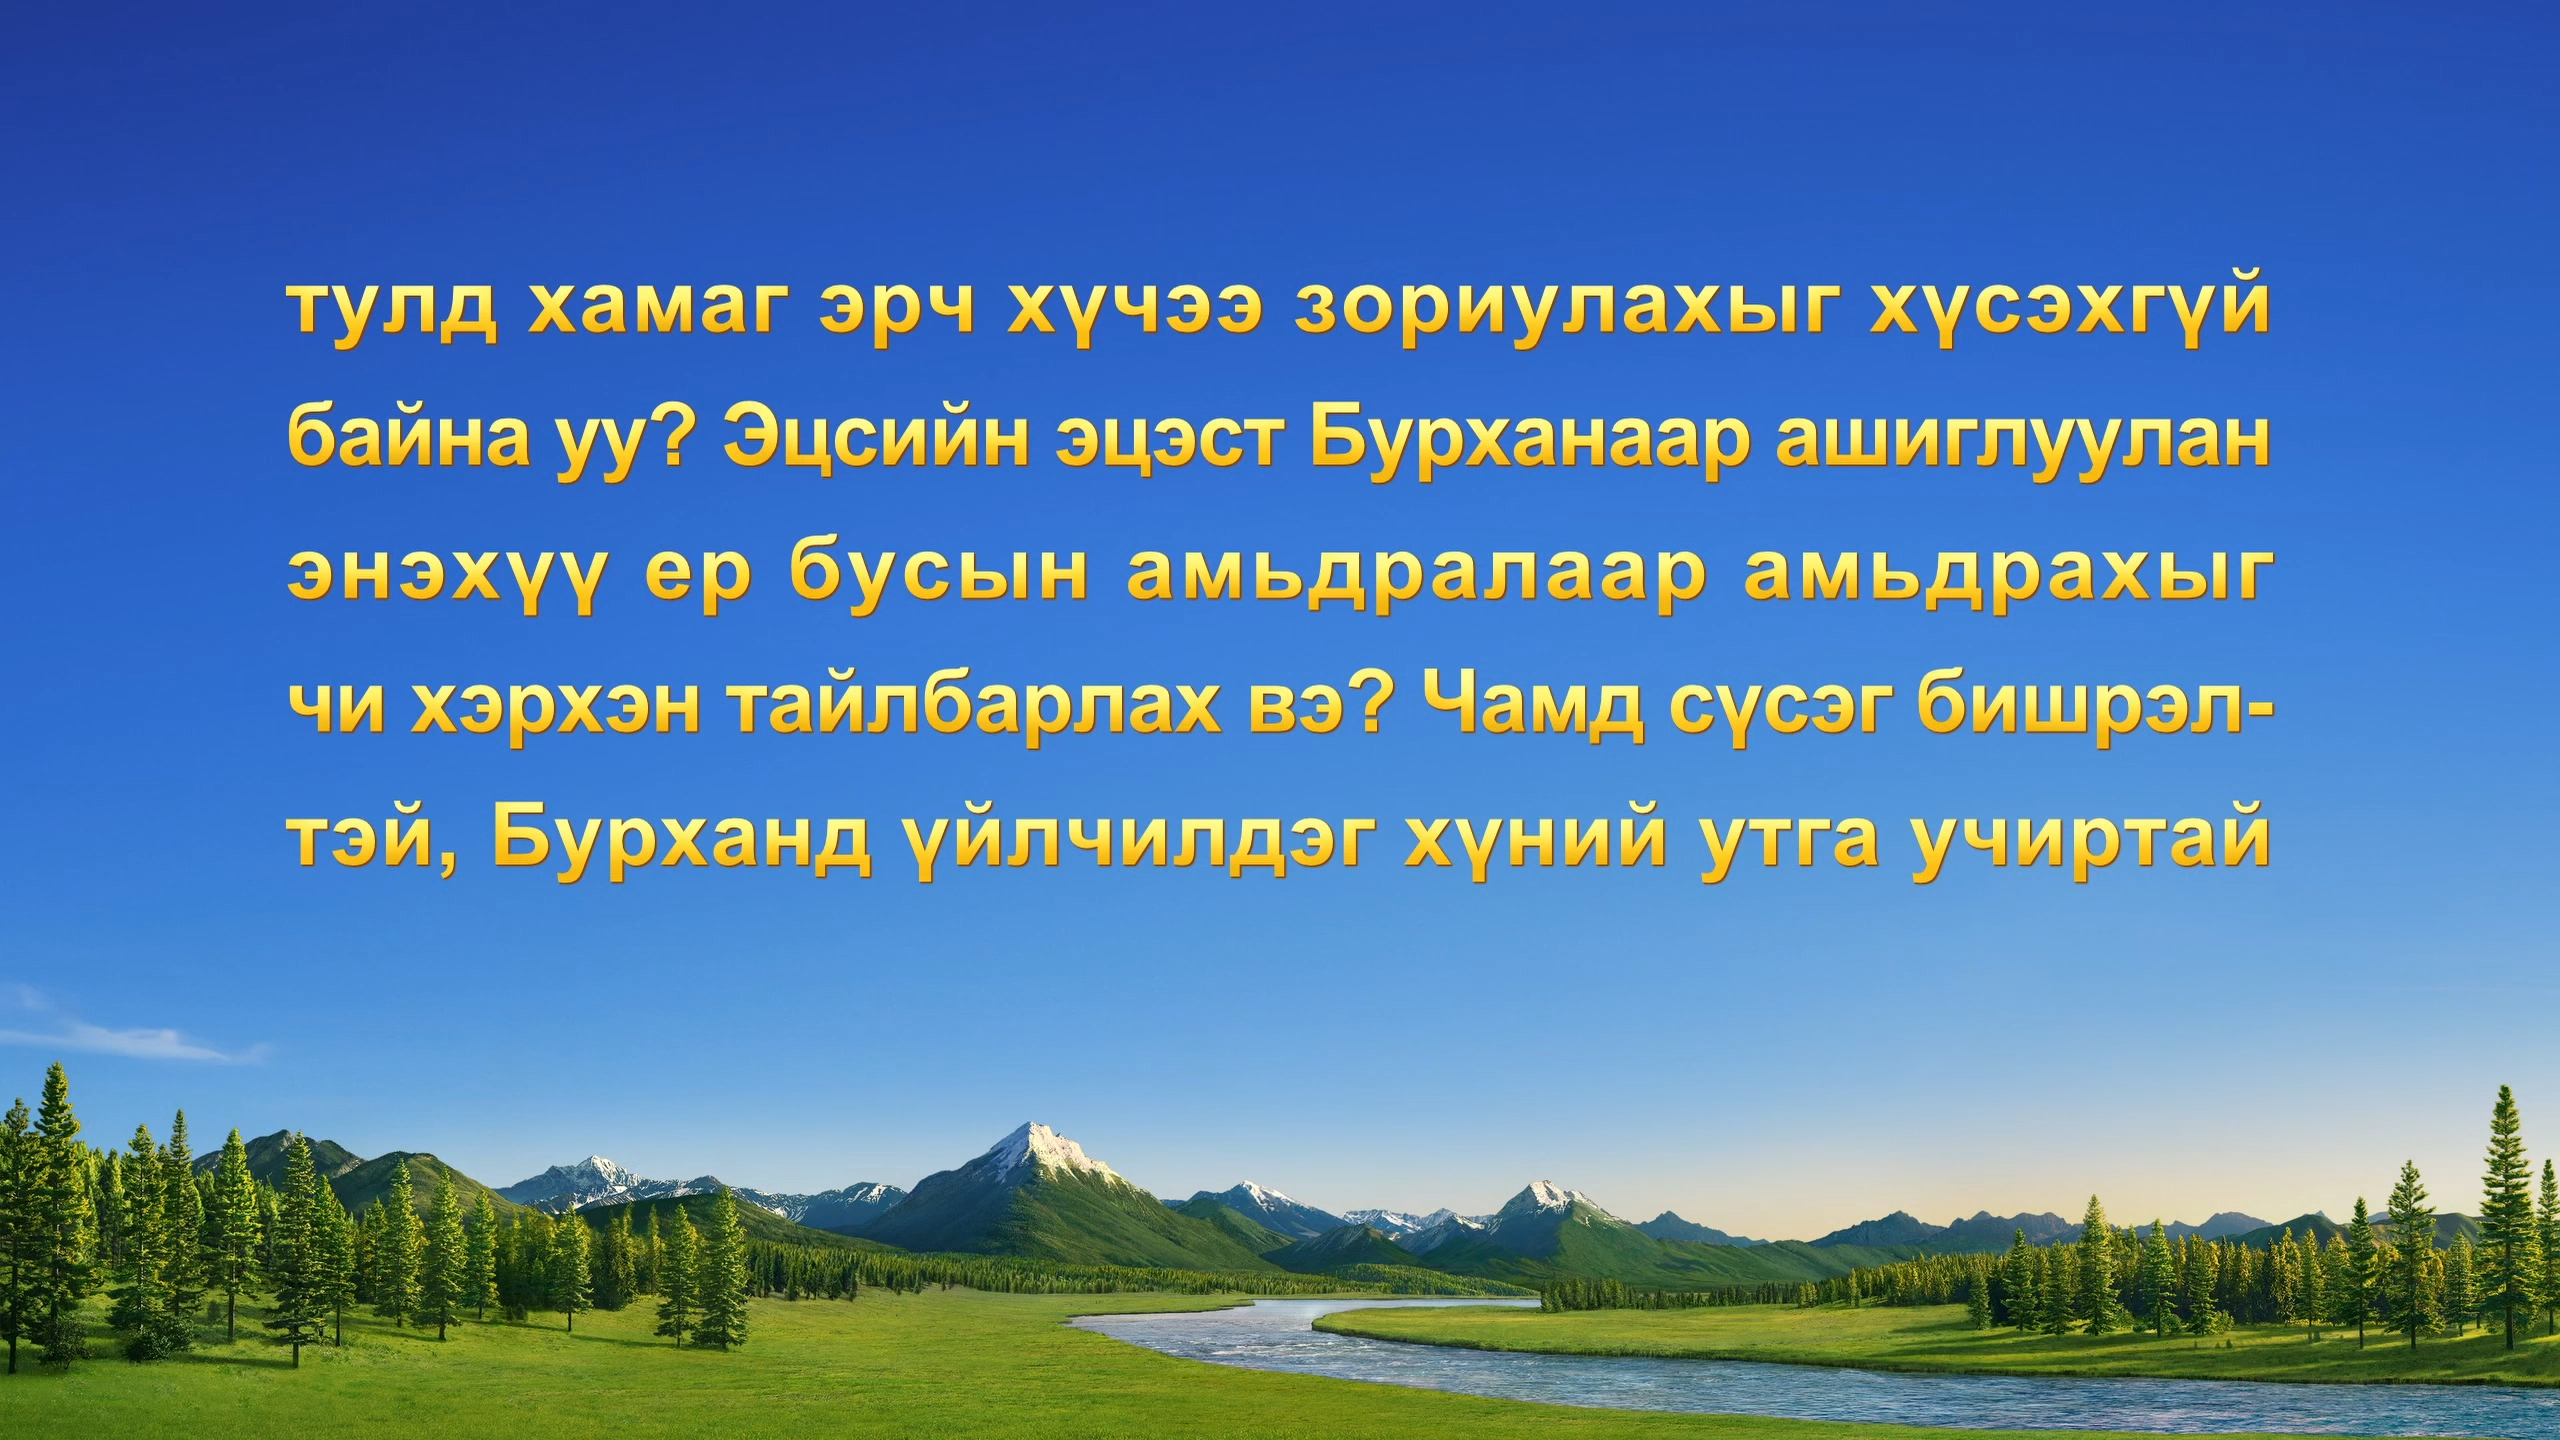 тулд хамаг эрч хүчээ зориулахыг хүсэхгүй
байна уу? Эцсийн эцэст Бурханаар ашиглуулан
энэхүү ер бусын амьдралаар амьдрахыг
чи хэрхэн тайлбарлах вэ? Чамд сүсэг бишрэл-
тэй, Бурханд үйлчилдэг хүний утга учиртай